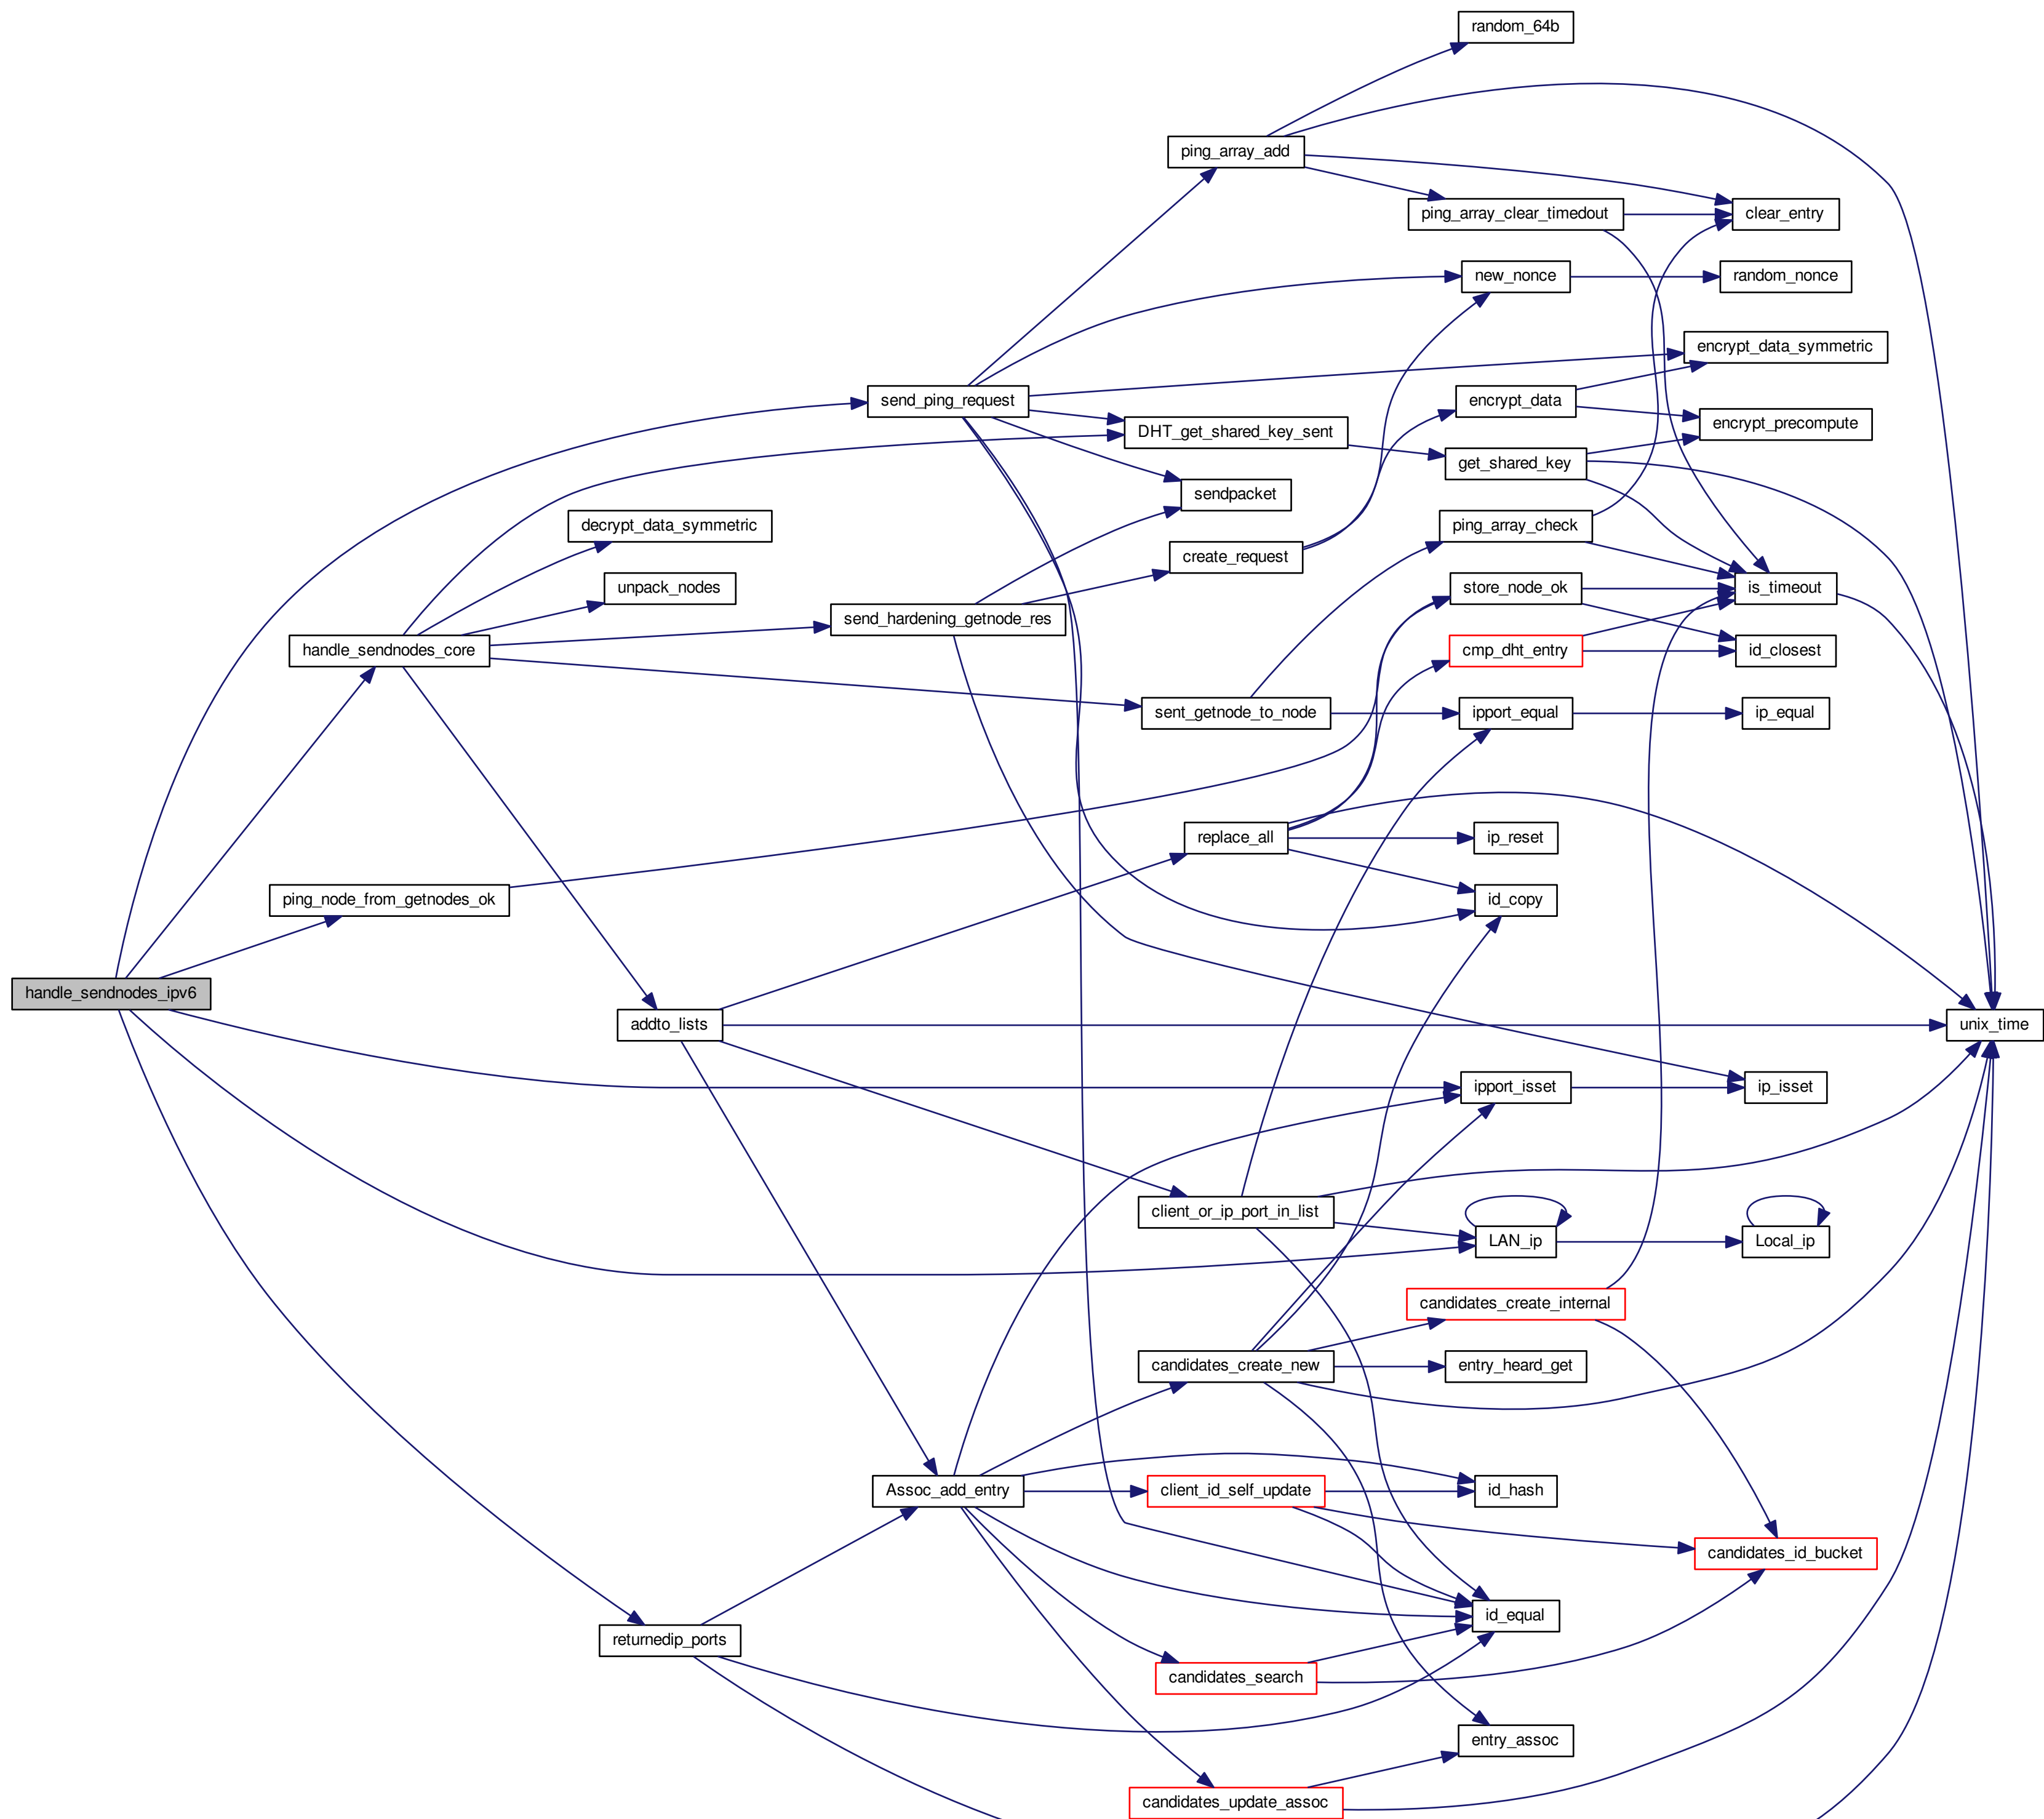 random_64b
ping_array_add
ping_array_clear_timedout
clear_entry
new_nonce
random_nonce
encrypt_data_symmetric
send_ping_request
encrypt_data
encrypt_precompute
DHT_get_shared_key_sent
get_shared_key
sendpacket
decrypt_data_symmetric
ping_array_check
create_request
unpack_nodes
store_node_ok
is_timeout
send_hardening_getnode_res
handle_sendnodes_core
cmp_dht_entry
id_closest
sent_getnode_to_node
ipport_equal
ip_equal
replace_all
ip_reset
ping_node_from_getnodes_ok
id_copy
handle_sendnodes_ipv6
addto_lists
unix_time
ipport_isset
ip_isset
client_or_ip_port_in_list
LAN_ip
Local_ip
candidates_create_internal
candidates_create_new
entry_heard_get
Assoc_add_entry
client_id_self_update
id_hash
candidates_id_bucket
id_equal
returnedip_ports
candidates_search
entry_assoc
candidates_update_assoc